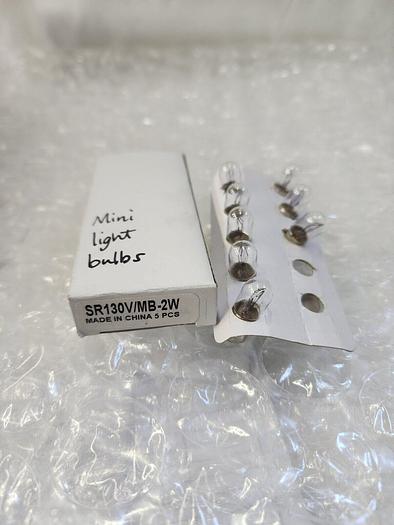 Mini
light
bulbs
SR130V/MB-2W
MADE IN CHINA 5 PCS